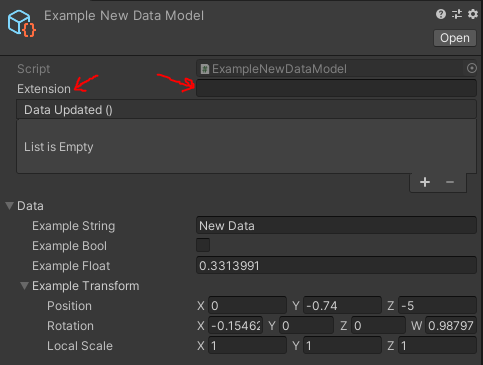 Example New Data Model
Open
Script ExampleNewDataModel
Extension
Data Updated ()
List is Empty
+ −
Data
Example String New Data
Example Bool
Example Float 0.3313991
Example Transform
Position X 0 Y -0.74 Z -5
Rotation X -0.15462 Y 0 Z 0 W 0.98797
Local Scale X 1 Y 1 Z 1